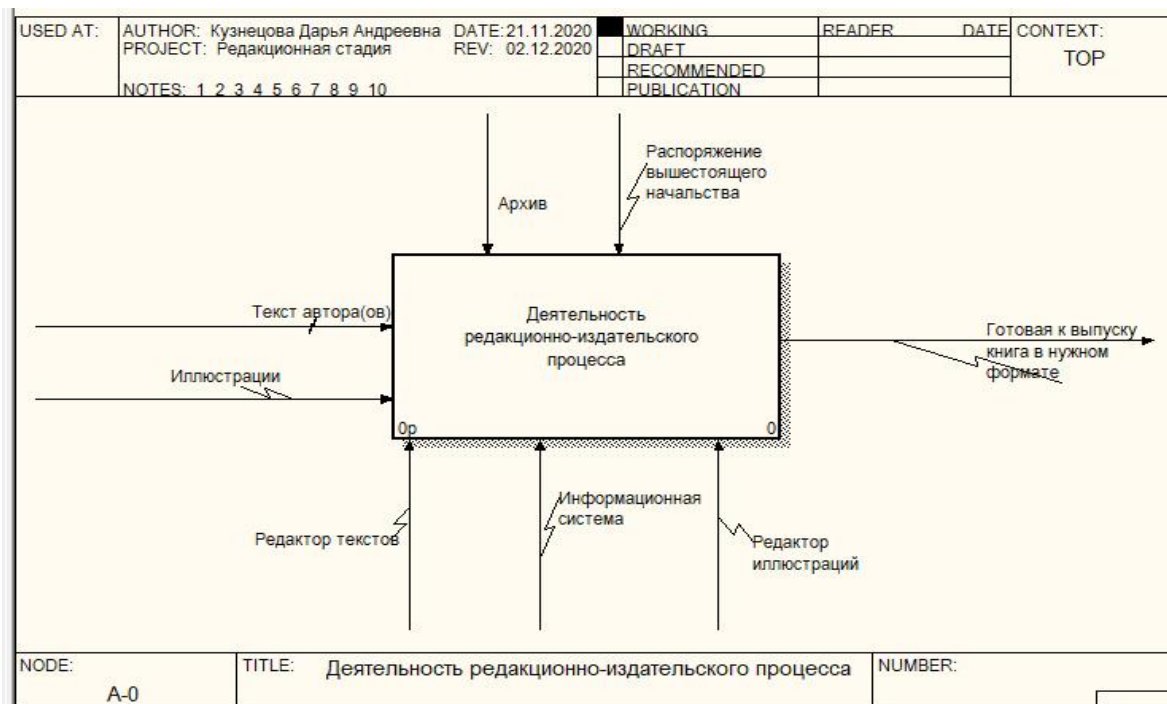 USED AT:
AUTHOR: Кузнецова Дарья Андреевна DATE:21.11.2020
PROJECT: Редакционная стадия REV: 02.12.2020
NOTES: 1 2 3 4 5 6 7 8 9 10
WORKING
DRAFT
RECOMMENDED
PUBLICATION
READER DATE
CONTEXT:
TOP
Распоряжение
вышестоящего
начальства
Архив
Текст автора(ов)
Иллюстрации
Деятельность
редакционно-издательского
процесса
0р
0
Готовая к выпуску
книга в нужном
формате
Редактор текстов
Информационная
система
Редактор
иллюстраций
NODE:
A-0
TITLE:
Деятельность редакционно-издательского процесса
NUMBER: